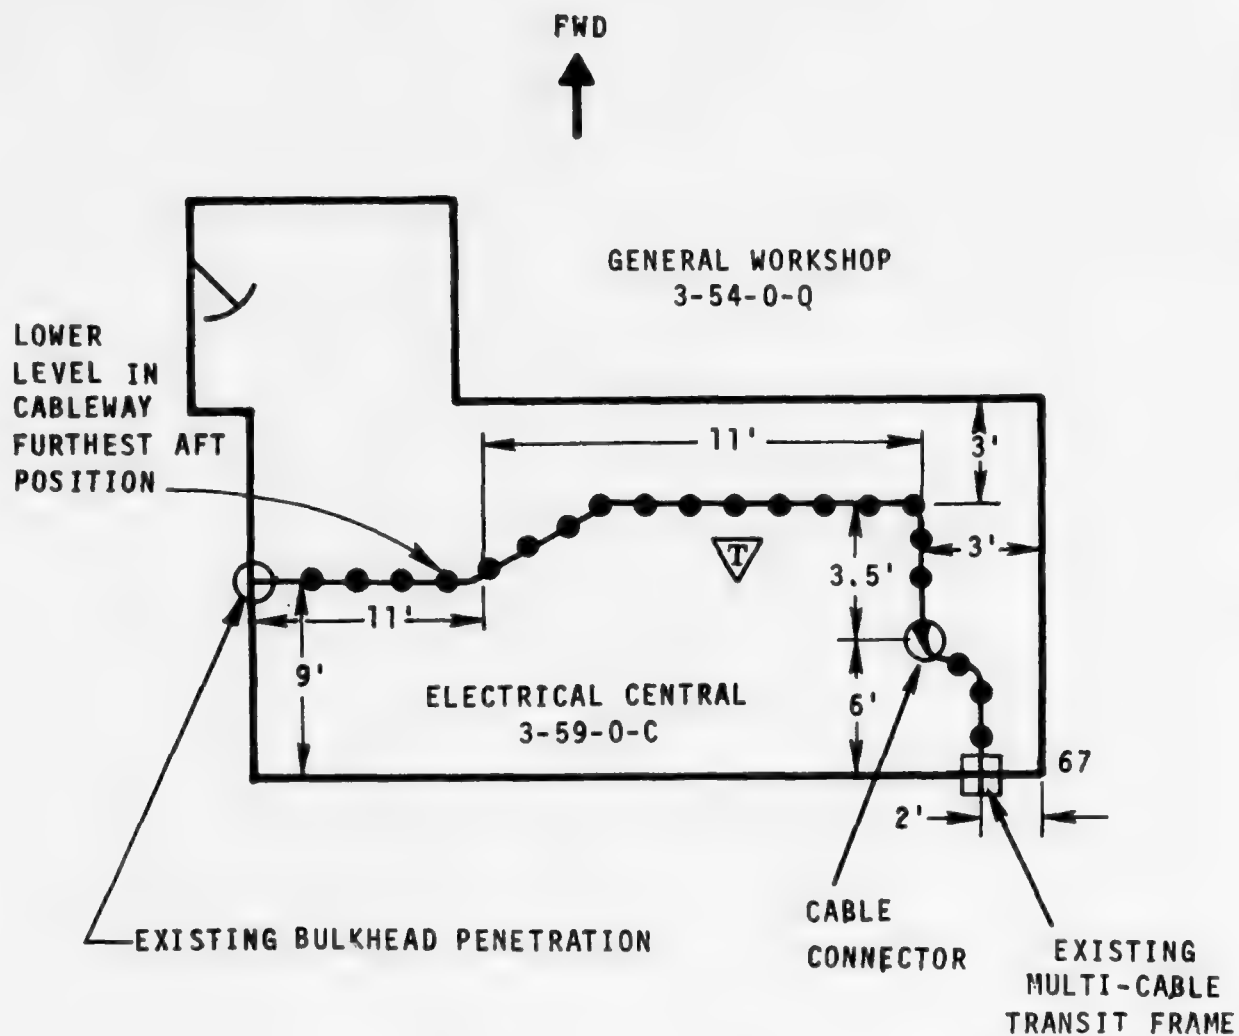 FWD
GENERAL WORKSHOP
3-54-0-Q
LOWER
LEVEL IN
CABLEWAY
FURTHEST AFT
POSITION
11'
3'
T
3.5'
3'
11'
9'
ELECTRICAL CENTRAL
3-59-0-C
6'
67
2'
EXISTING BULKHEAD PENETRATION
CABLE
CONNECTOR
EXISTING
MULTI-CABLE
TRANSIT FRAME